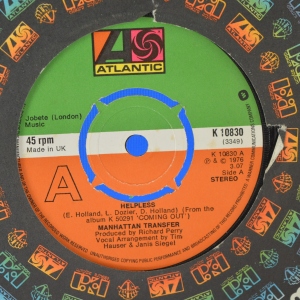 ATLANTIC
Jobete (London)
Music
45 rpm
Made in UK
K 10830
(3349)
K 10830 A
℗ & © 1976
3.07
Side A
STEREO
A
HELPLESS
(E. Holland, L. Dozier, D. Holland) (From the
album K 50291 'COMING OUT')
MANHATTAN TRANSFER
Produced by Richard Perry
Vocal Arrangement by Tim
Hauser & Janis Siegel